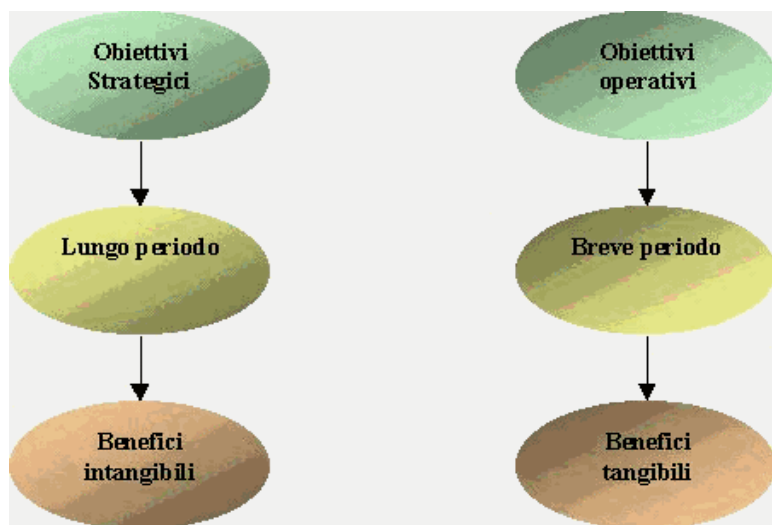 Obiettivi
Strategici
Obiettivi
operativi
Lungo periodo
Breve periodo
Benefici
intangibili
Benefici
tangibili